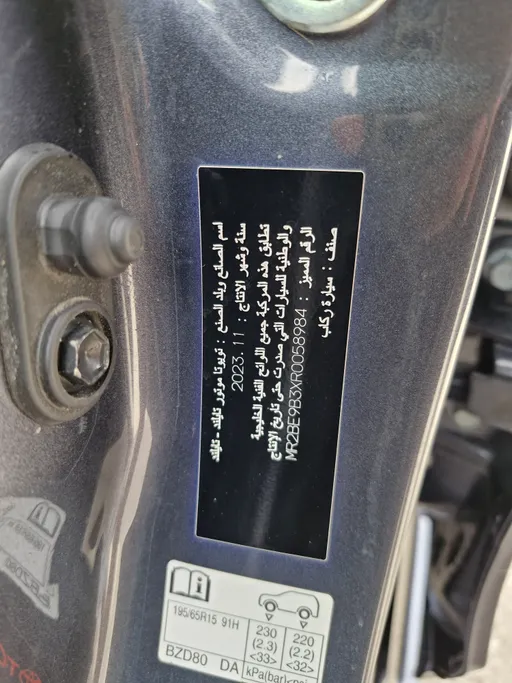 اسم الصانع وبلد الصنع : تويوتا موتور تايلاند - تايلاند
سنة وشهر الانتاج : 2023.11
تطابق هذه المركبة جميع اللوائح الفنية الخليجية
والوطنية للسيارات التي صدرت حتى تاريخ الإنتاج
الرقم المميز : MR2BE9B3XR0058984
صنف : سيارة ركاب
195/65R15 91H
230 220
(2.3) (2.2)
<33> <32>
BZD80 DA kPa(bar)